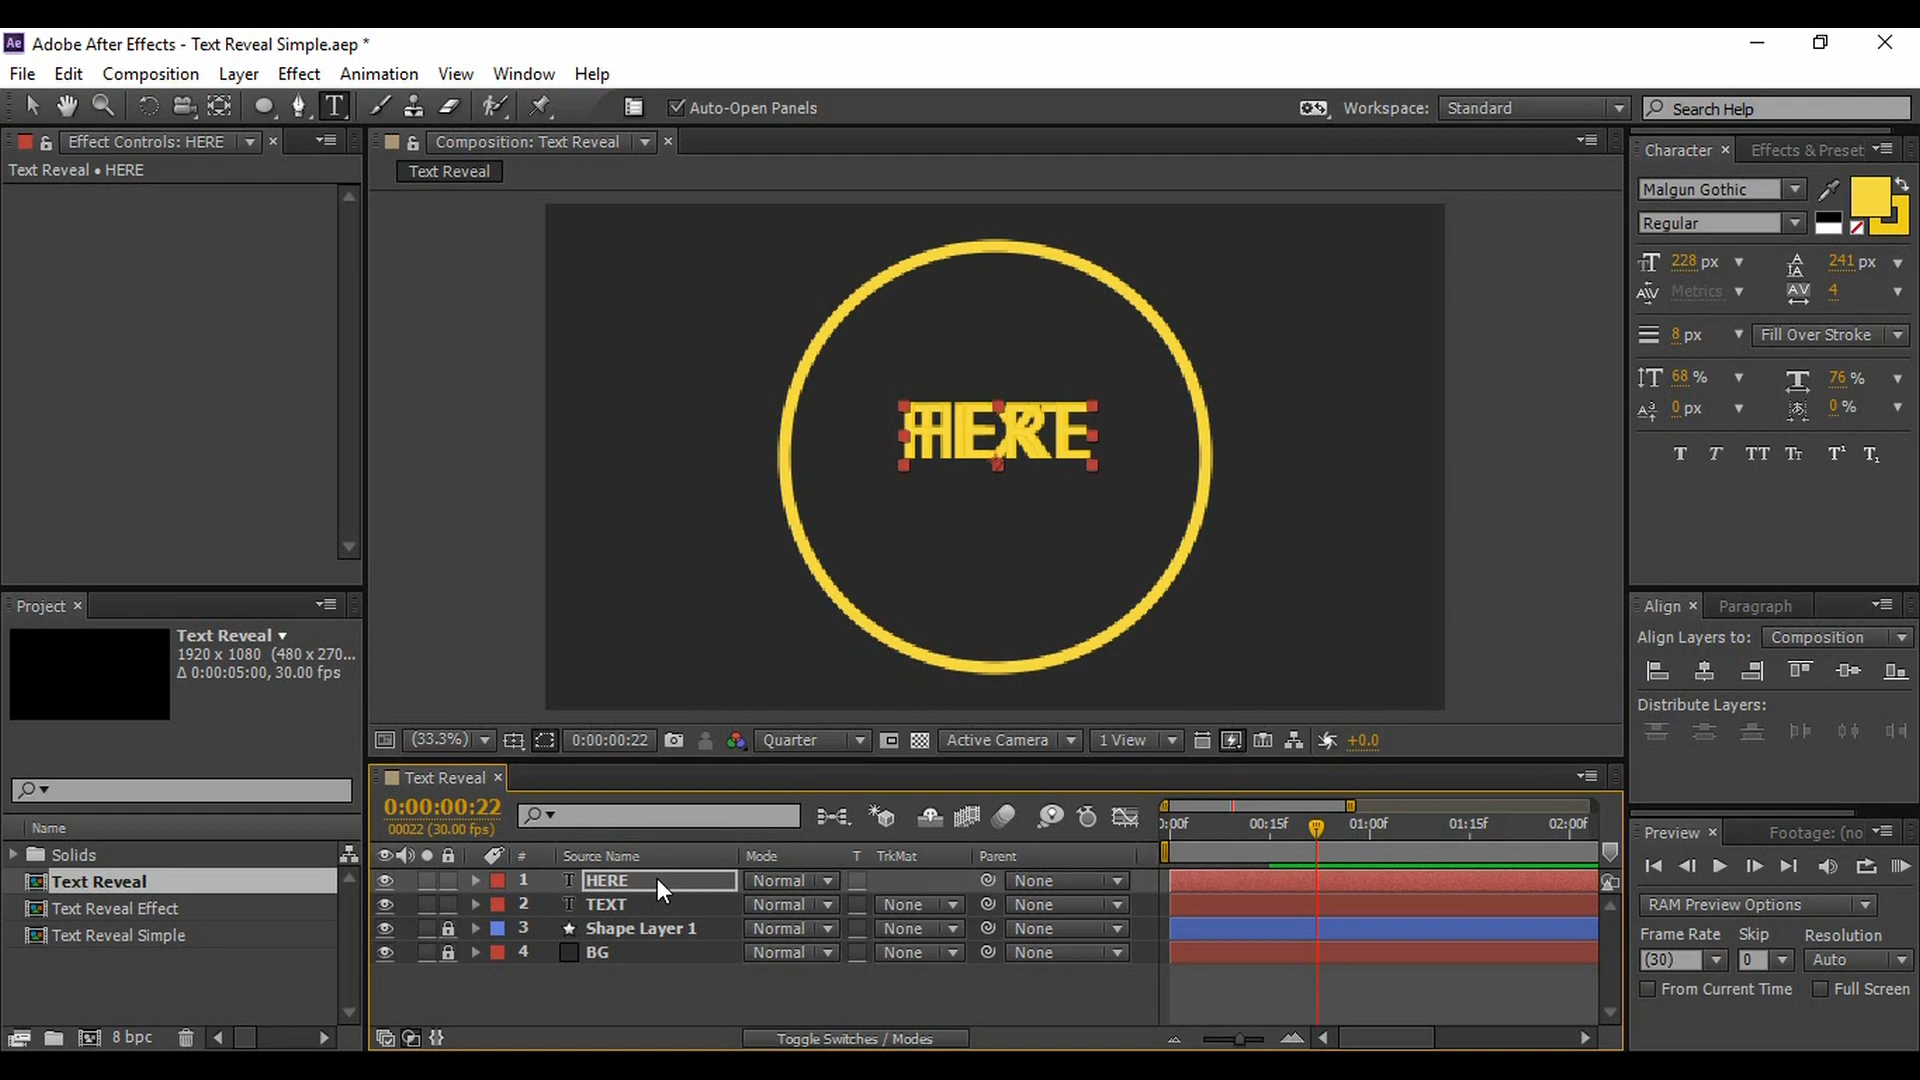 Ae Adobe After Effects - Text Reveal Simple.aep *
File Edit Composition Layer Effect Animation View Window Help
T Auto-Open Panels Workspace: Standard Search Help
Effect Controls: HERE
Text Reveal • HERE
Composition: Text Reveal
Text Reveal
HERE
(33.3%) 0:00:00:22 Quarter Active Camera 1 View +0.0
Character Effects & Preset
Malgun Gothic
Regular
228 px 241 px
Metrics 4
8 px Fill Over Stroke
68 % 76 %
0 px 0 %
T T TT Tт T¹ T₁
Align Paragraph
Align Layers to: Composition
Distribute Layers:
Project
Text Reveal
1920 x 1080 (480 x 270...
Δ 0:00:05:00, 30.00 fps
Name
Solids
Text Reveal
Text Reveal Effect
Text Reveal Simple
8 bpc
Text Reveal
0:00:00:22
00022 (30.00 fps)
0:00f 00:15f 01:00f 01:15f 02:00f
# Source Name Mode T TrkMat Parent
1 T HERE Normal None
2 T TEXT Normal None None
3 Shape Layer 1 Normal None None
4 BG Normal None None
Toggle Switches / Modes
Preview Footage: (no
RAM Preview Options
Frame Rate Skip Resolution
(30) 0 Auto
From Current Time Full Screen